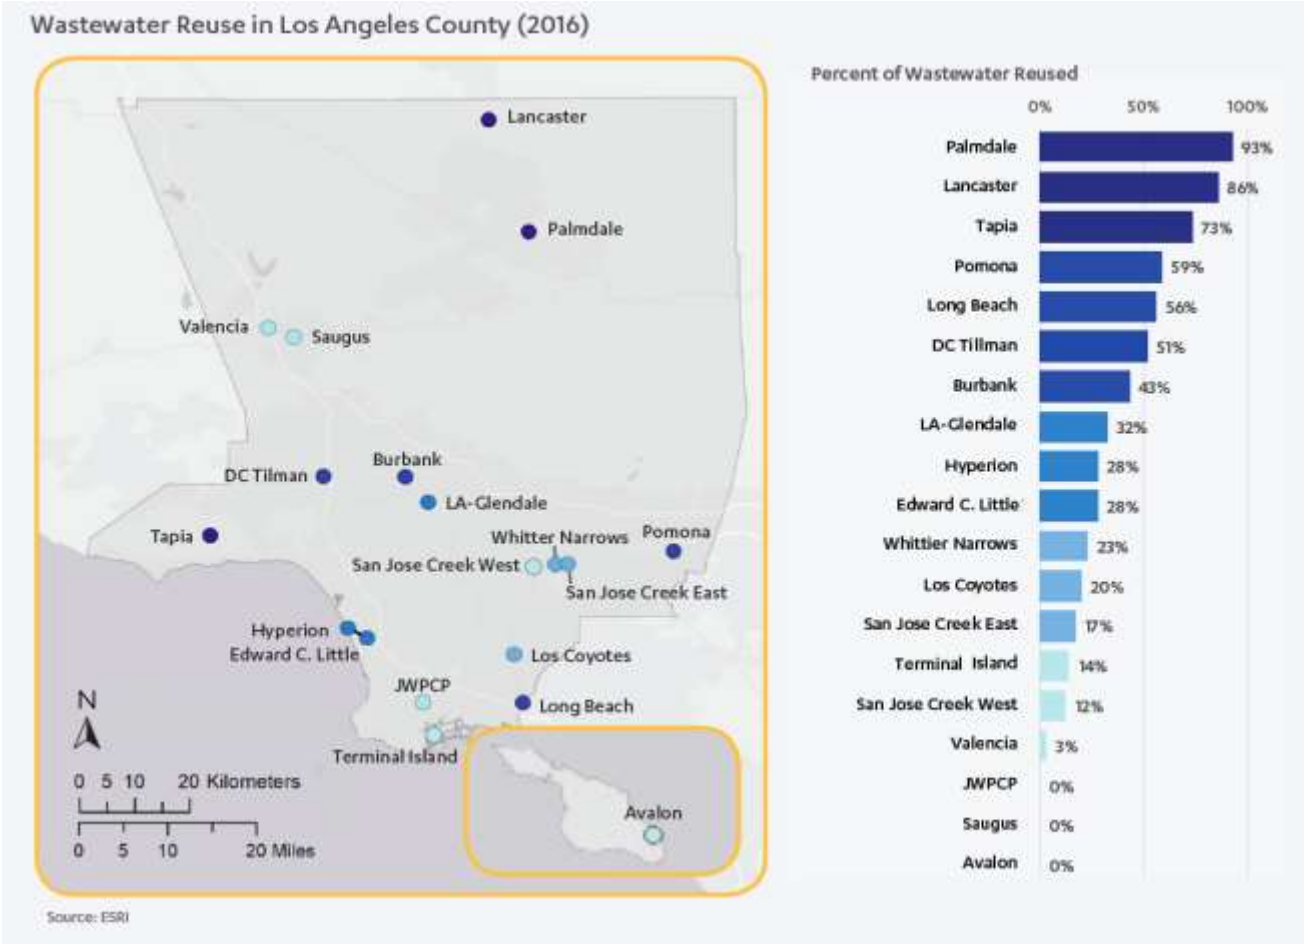 Wastewater Reuse in Los Angeles County (2016)
Lancaster
Palmdale
Valencia
Saugus
DC Tilman
Burbank
LA-Glendale
Tapia
Whitter Narrows
Pomona
San Jose Creek West
San Jose Creek East
Hyperion
Edward C. Little
Los Coyotes
JWPCP
Long Beach
Terminal Island
Avalon
N
0 5 10 20 Kilometers
0 5 10 20 Miles
Source: ESRI
Percent of Wastewater Reused
0% 50% 100%
Palmdale 93%
Lancaster 86%
Tapia 73%
Pomona 59%
Long Beach 56%
DC Tillman 51%
Burbank 43%
LA-Glendale 32%
Hyperion 28%
Edward C. Little 28%
Whittier Narrows 23%
Los Coyotes 20%
San Jose Creek East 17%
Terminal Island 14%
San Jose Creek West 12%
Valencia 3%
JWPCP 0%
Saugus 0%
Avalon 0%